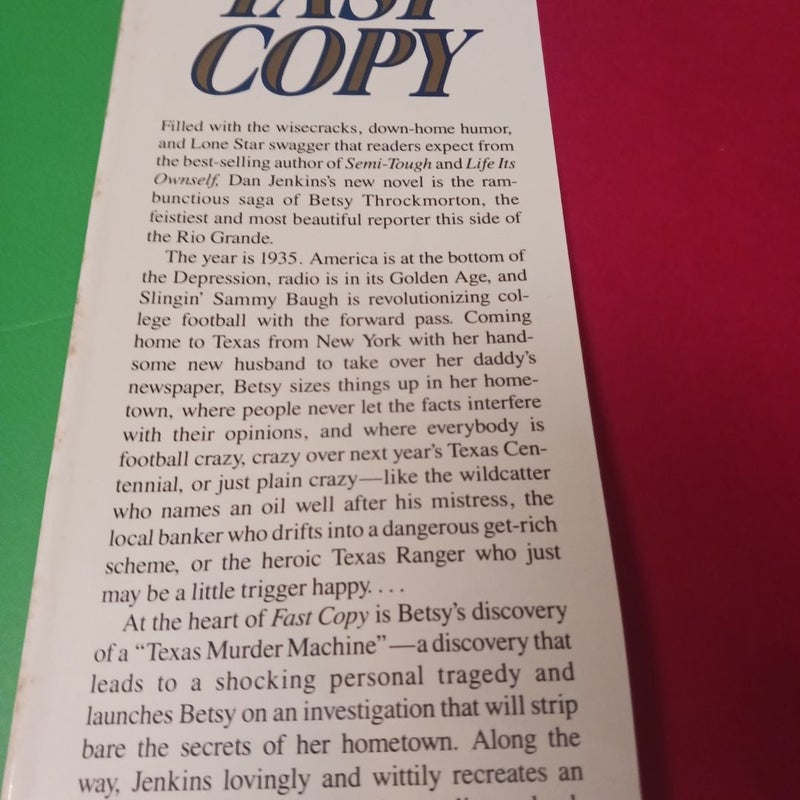 FAST
COPY
Filled with the wisecracks, down-home humor,
and Lone Star swagger that readers expect from
the best-selling author of Semi-Tough and Life Its
Ownself, Dan Jenkins's new novel is the ram-
bunctious saga of Betsy Throckmorton, the
feistiest and most beautiful reporter this side of
the Rio Grande.
The year is 1935. America is at the bottom of
the Depression, radio is in its Golden Age, and
Slingin' Sammy Baugh is revolutionizing col-
lege football with the forward pass. Coming
home to Texas from New York with her hand-
some new husband to take over her daddy's
newspaper, Betsy sizes things up in her home-
town, where people never let the facts interfere
with their opinions, and where everybody is
football crazy, crazy over next year's Texas Cen-
tennial, or just plain crazy—like the wildcatter
who names an oil well after his mistress, the
local banker who drifts into a dangerous get-rich
scheme, or the heroic Texas Ranger who just
may be a little trigger happy. . . .
At the heart of Fast Copy is Betsy's discovery
of a "Texas Murder Machine"—a discovery that
leads to a shocking personal tragedy and
launches Betsy on an investigation that will strip
bare the secrets of her hometown. Along the
way, Jenkins lovingly and wittily recreates an